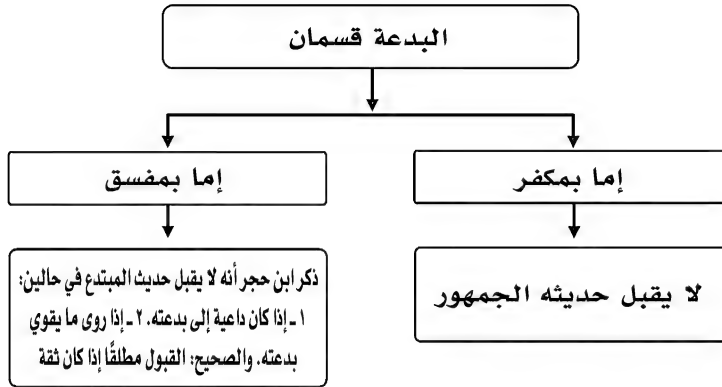 البدعة قسمان
إما بمكفر
إما بمفسق
لا يقبل حديثه الجمهور
ذكر ابن حجر أنه لا يقبل حديث المبتدع في حالين:
١ ـ إذا كان داعية إلى بدعته. ٢ ـ إذا روى ما يقوي
بدعته. والصحيح: القبول مطلقًا إذا كان ثقة